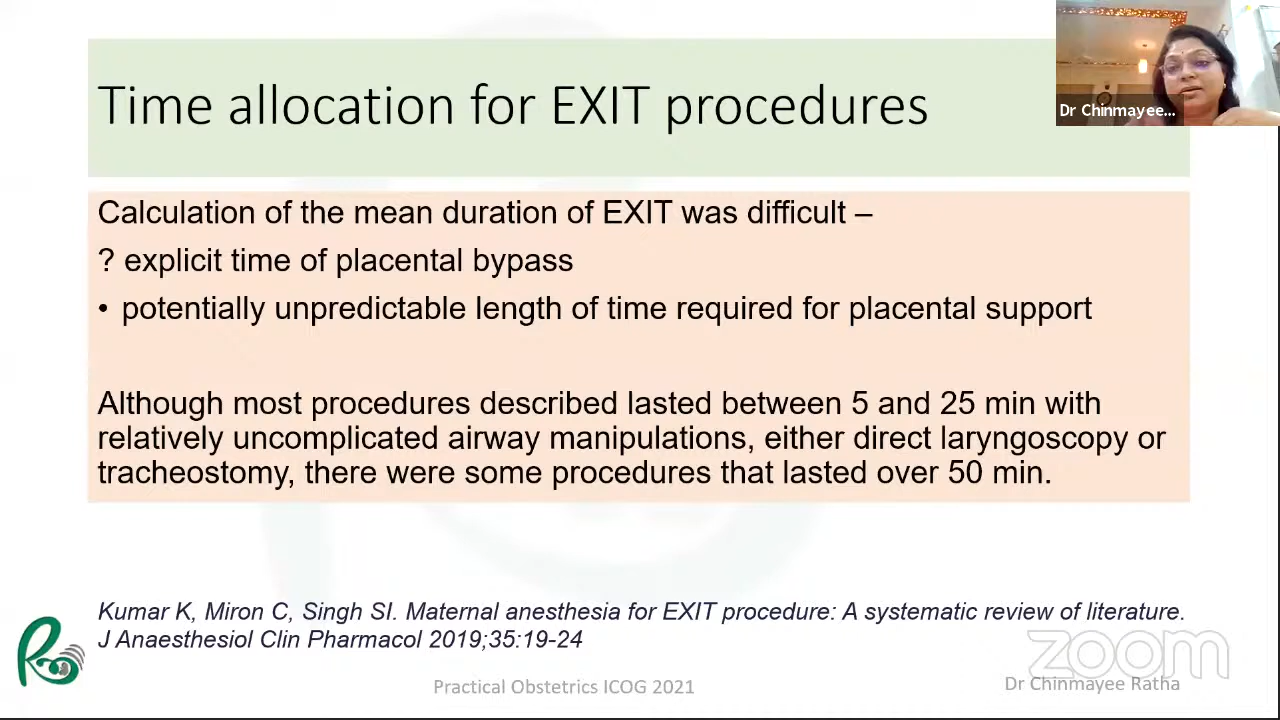 Time allocation for EXIT procedures
Dr Chinmayee...
Calculation of the mean duration of EXIT was difficult –
? explicit time of placental bypass
• potentially unpredictable length of time required for placental support
Although most procedures described lasted between 5 and 25 min with
relatively uncomplicated airway manipulations, either direct laryngoscopy or
tracheostomy, there were some procedures that lasted over 50 min.
Kumar K, Miron C, Singh SI. Maternal anesthesia for EXIT procedure: A systematic review of literature.
J Anaesthesiol Clin Pharmacol 2019;35:19-24
zoom
Practical Obstetrics ICOG 2021
Dr Chinmayee Ratha